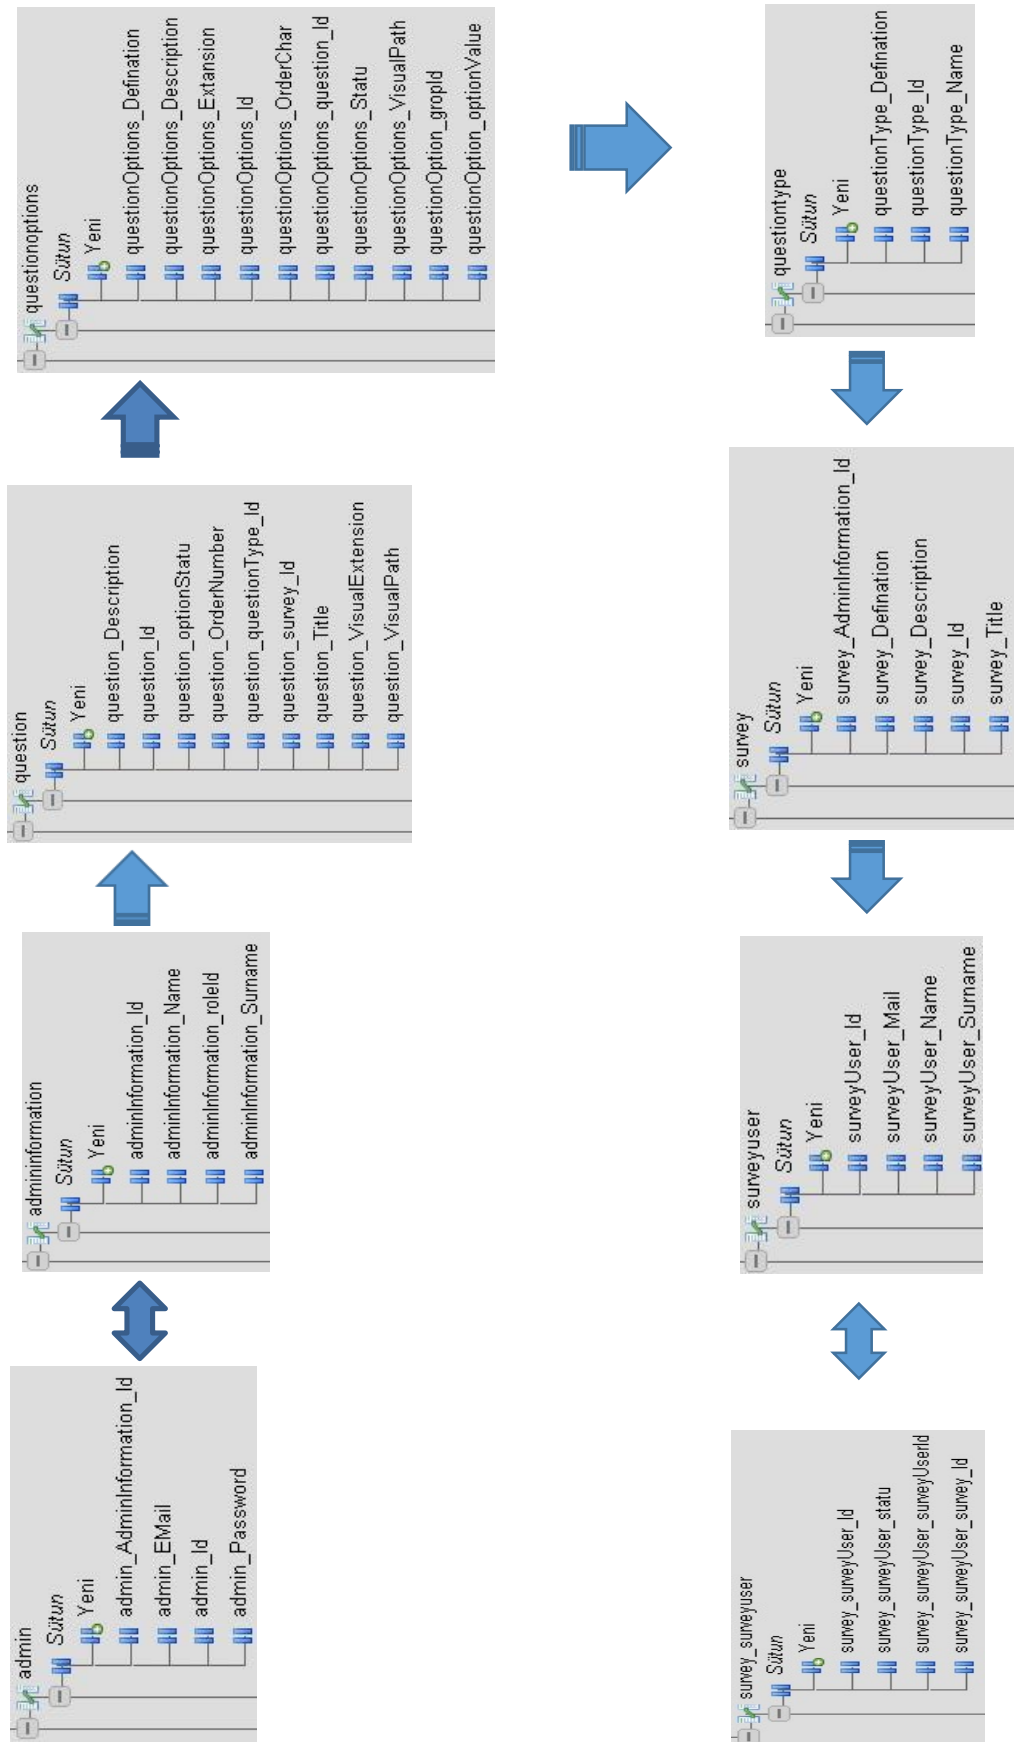 admin
Sütun
Yeni
admin_AdminInformation_Id
admin_EMail
admin_Id
admin_Password
admininformation
Sütun
Yeni
adminInformation_Id
adminInformation_Name
adminInformation_roleId
adminInformation_Surname
question
Sütun
Yeni
question_Description
question_Id
question_optionStatu
question_OrderNumber
question_questionType_Id
question_survey_Id
question_Title
question_VisualExtension
question_VisualPath
questionoptions
Sütun
Yeni
questionOptions_Defination
questionOptions_Description
questionOptions_Extansion
questionOptions_Id
questionOptions_OrderChar
questionOptions_question_Id
questionOptions_Statu
questionOptions_VisualPath
questionOption_gropId
questionOption_optionValue
questiontype
Sütun
Yeni
questionType_Defination
questionType_Id
questionType_Name
survey
Sütun
Yeni
survey_AdminInformation_Id
survey_Defination
survey_Description
survey_Id
survey_Title
surveyuser
Sütun
Yeni
surveyUser_Id
surveyUser_Mail
surveyUser_Name
surveyUser_Surname
survey_surveyuser
Sütun
Yeni
survey_surveyUser_Id
survey_surveyUser_statu
survey_surveyUser_surveyUserId
survey_surveyUser_survey_Id